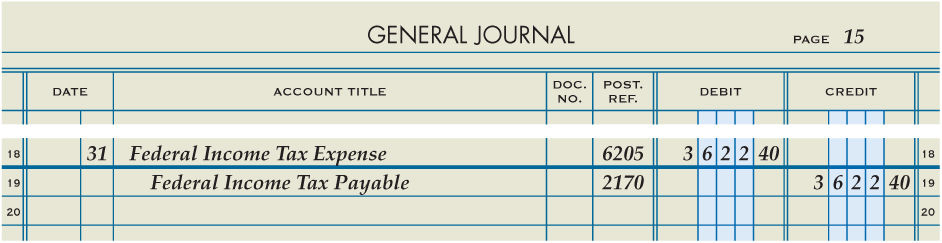 GENERAL JOURNAL PAGE 15
DATE ACCOUNT TITLE DOC. NO. POST. REF. DEBIT CREDIT
18 31 Federal Income Tax Expense 6205 3 6 2 2 40 18
19 Federal Income Tax Payable 2170 3 6 2 2 40 19
20 20